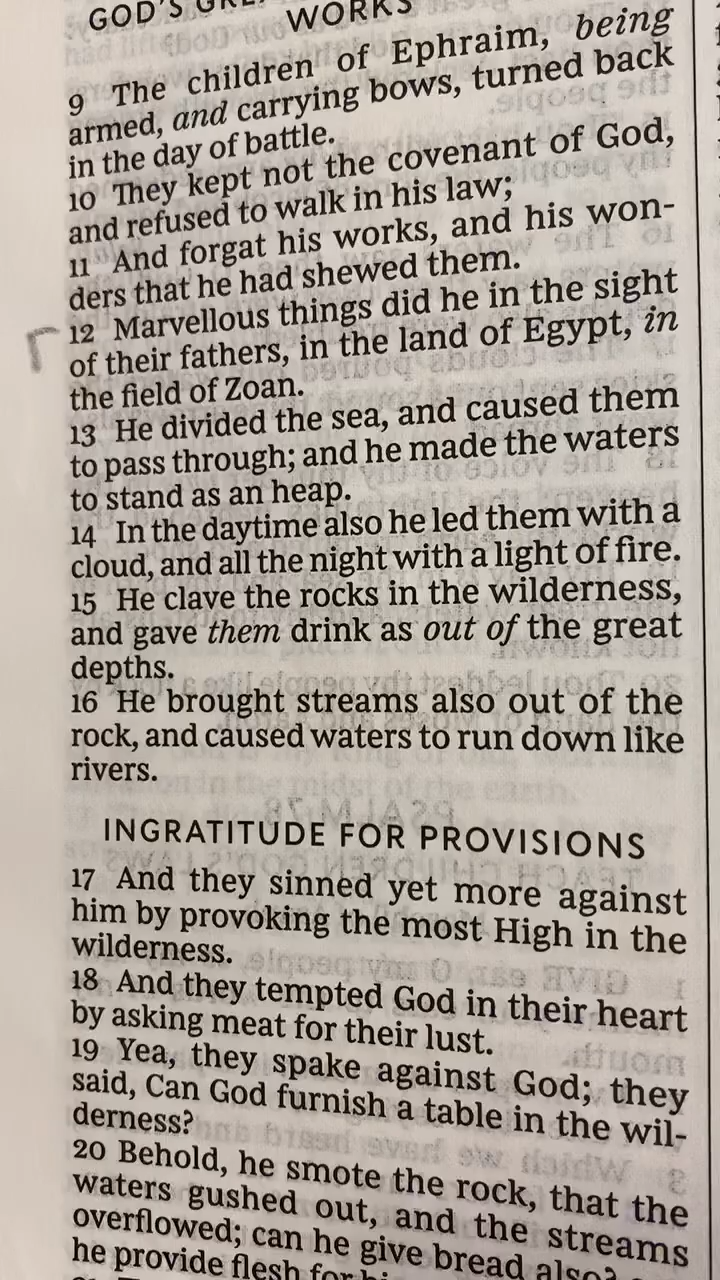 GOD'S
WORKS
9 The children of Ephraim, being
armed, and carrying bows, turned back
in the day of battle.
10 They kept not the covenant of God,
and refused to walk in his law;
11 And forgat his works, and his won-
ders that he had shewed them.
12 Marvellous things did he in the sight
of their fathers, in the land of Egypt, in
the field of Zoan.
13 He divided the sea, and caused them
to pass through; and he made the waters
to stand as an heap.
14 In the daytime also he led them with a
cloud, and all the night with a light of fire.
15 He clave the rocks in the wilderness,
and gave them drink as out of the great
depths.
16 He brought streams also out of the
rock, and caused waters to run down like
rivers.
INGRATITUDE FOR PROVISIONS
17 And they sinned yet more against
him by provoking the most High in the
wilderness.
18 And they tempted God in their heart
by asking meat for their lust.
19 Yea, they spake against God; they
said, Can God furnish a table in the wil-
derness?
20 Behold, he smote the rock, that the
waters gushed out, and the streams
overflowed; can he give bread also?
he provide flesh for